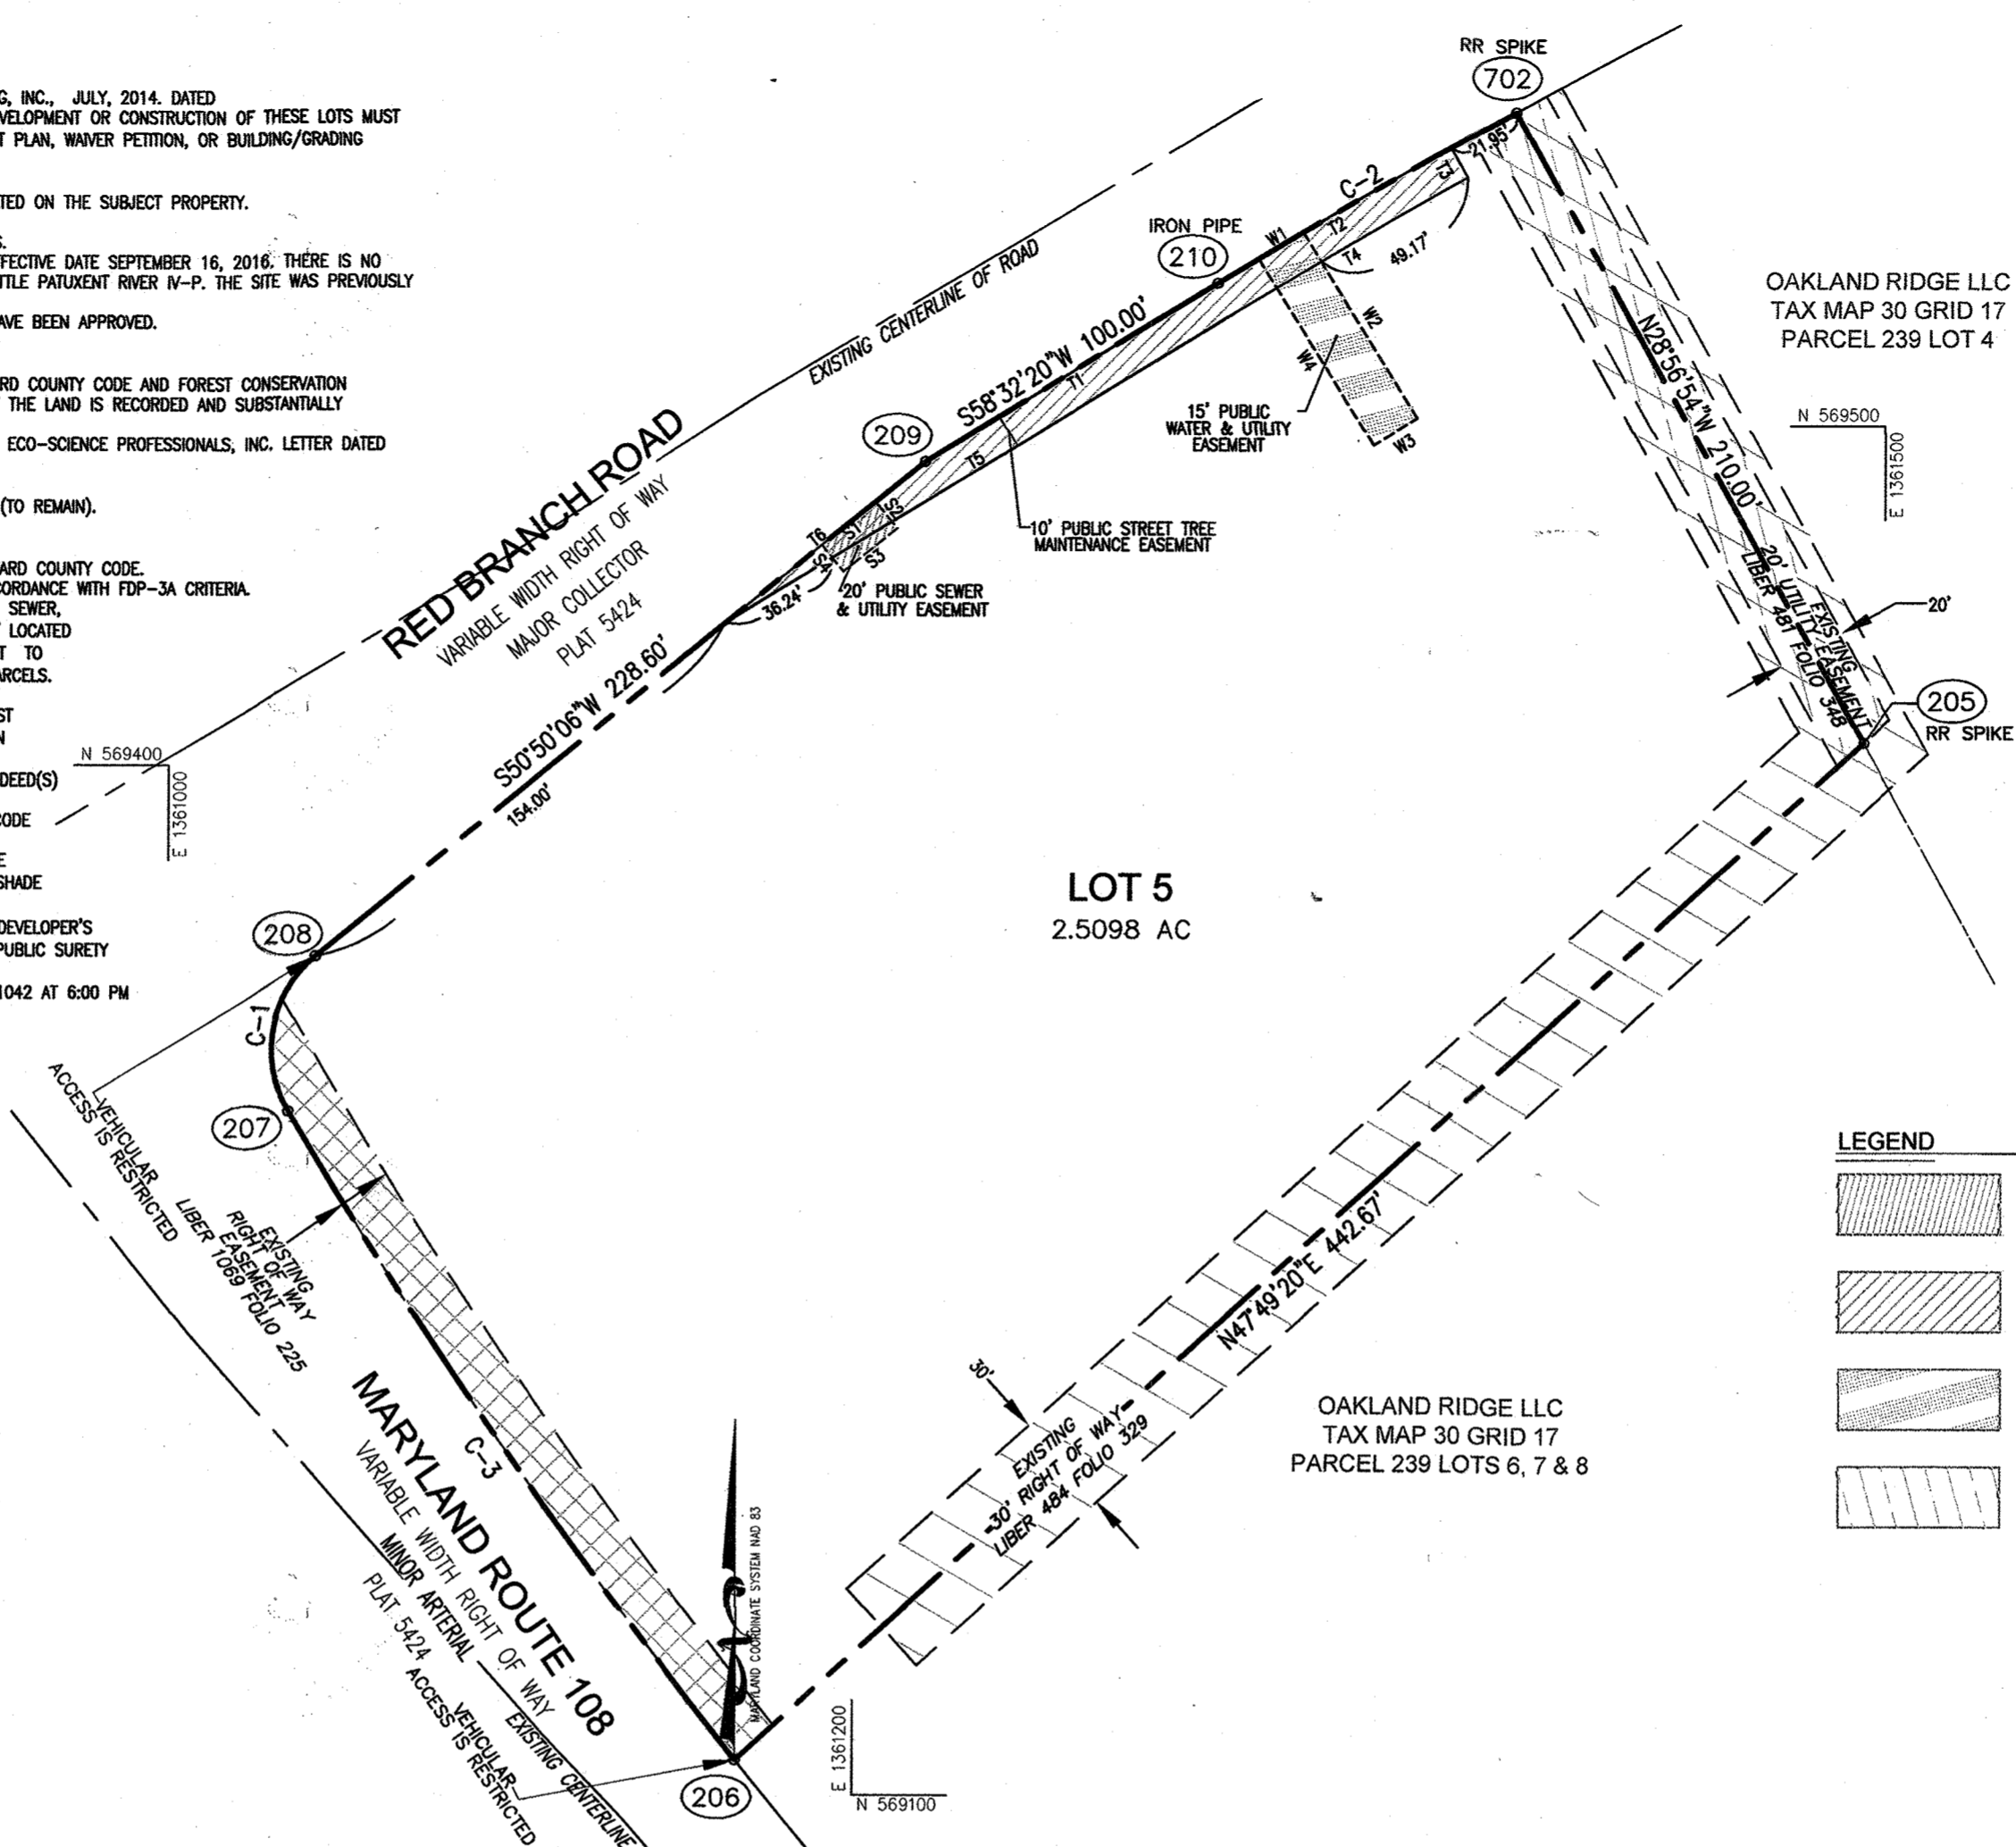 G, INC., JULY, 2014. DATED
VELOPMENT OR CONSTRUCTION OF THESE LOTS MUST
T PLAN, WAIVER PETITION, OR BUILDING/GRADING
TED ON THE SUBJECT PROPERTY.
S.
FECTIVE DATE SEPTEMBER 16, 2016. THERE IS NO
TTLE PATUXENT RIVER IV-P. THE SITE WAS PREVIOUSLY
AVE BEEN APPROVED.
RD COUNTY CODE AND FOREST CONSERVATION
THE LAND IS RECORDED AND SUBSTANTIALLY
ECO-SCIENCE PROFESSIONALS, INC. LETTER DATED
(TO REMAIN).
ARD COUNTY CODE.
CORDANCE WITH FDP-3A CRITERIA.
SEWER,
LOCATED
T TO
ARCELS.
ST
N
DEED(S)
CODE
E
SHADE
DEVELOPER'S
PUBLIC SURETY
1042 AT 6:00 PM
RR SPIKE
702
21.95'
C-2
T3
IRON PIPE
210
W1
T2
T4
49.17'
EXISTING CENTERLINE OF ROAD
S58°32'20"W 100.00'
T1
W2
W4
W3
15' PUBLIC
WATER & UTILITY
EASEMENT
209
T5
10' PUBLIC STREET TREE
MAINTENANCE EASEMENT
T6
S1
S2
S3
S4
36.24'
20' PUBLIC SEWER
& UTILITY EASEMENT
RED BRANCH ROAD
VARIABLE WIDTH RIGHT OF WAY
MAJOR COLLECTOR
PLAT 5424
S50°50'06"W 228.60'
154.00'
N 569400
E 1361000
OAKLAND RIDGE LLC
TAX MAP 30 GRID 17
PARCEL 239 LOT 4
N 569500
E 1361500
N28°56'54"W 210.00'
EXISTING
20' UTILITY EASEMENT
LIBER 481 FOLIO 348
20'
205
RR SPIKE
LOT 5
2.5098 AC
208
C-1
207
VEHICULAR
ACCESS IS RESTRICTED
EXISTING
RIGHT OF WAY
EASEMENT
LIBER 1069 FOLIO 225
MARYLAND ROUTE 108
VARIABLE WIDTH RIGHT OF WAY
MINOR ARTERIAL
PLAT 5424
C-3
EXISTING CENTERLINE
VEHICULAR
ACCESS IS RESTRICTED
206
MARYLAND COORDINATE SYSTEM NAD 83
E 1361200
N 569100
N47°49'20"E 442.67'
30'
EXISTING
30' RIGHT OF WAY
LIBER 484 FOLIO 329
OAKLAND RIDGE LLC
TAX MAP 30 GRID 17
PARCEL 239 LOTS 6, 7 & 8
LEGEND